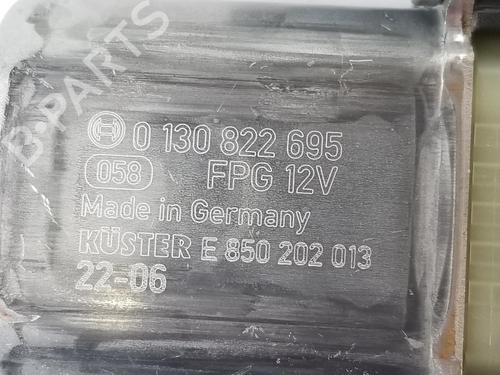 0 130 822 695
058 FPG 12V
Made in Germany
KÜSTER E 850 202 013
22-06
B-PARTS